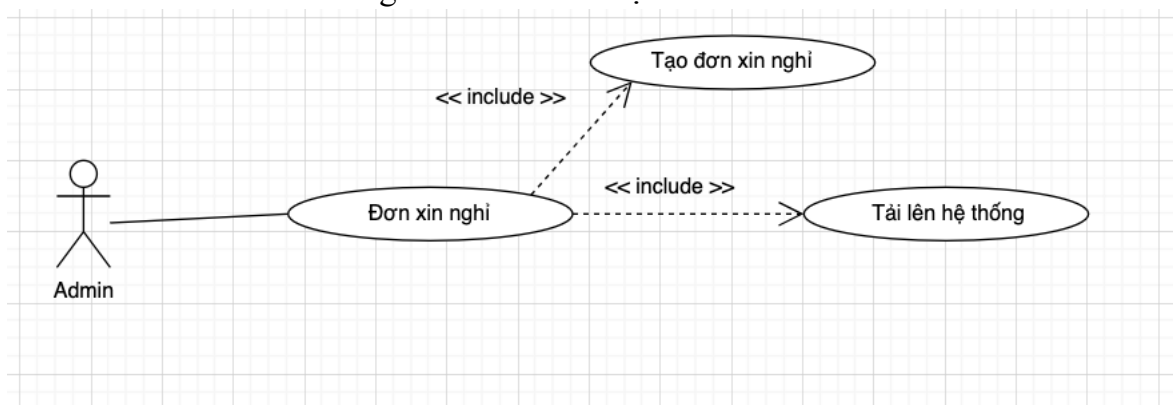 Tạo đơn xin nghỉ
<< include >>
<< include >>
Đơn xin nghỉ
Tải lên hệ thống
Admin